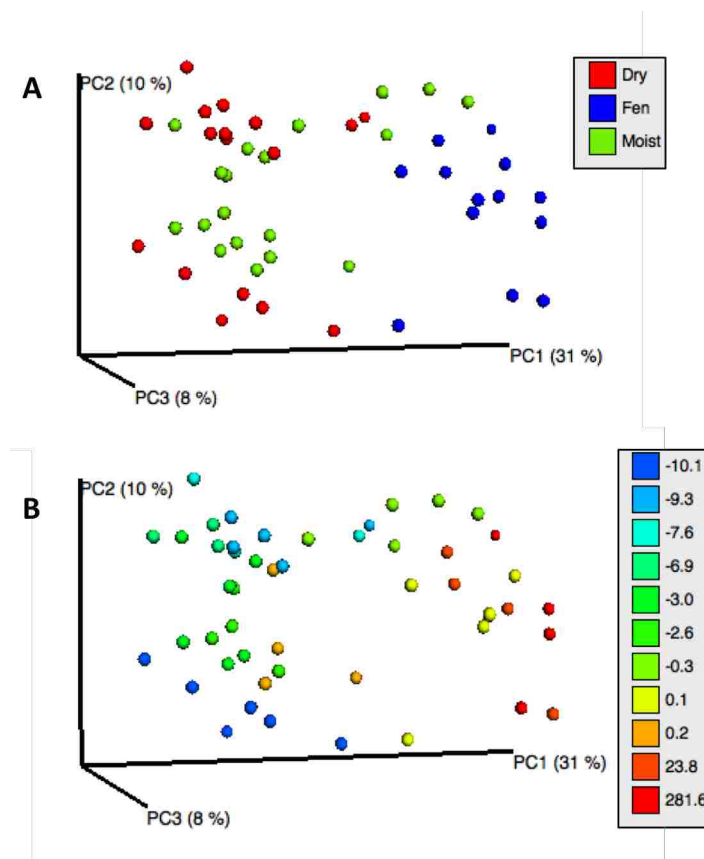 A
PC2 (10 %)
Dry
Fen
Moist
PC1 (31 %)
PC3 (8 %)
B
PC2 (10 %)
-10.1
-9.3
-7.6
-6.9
-3.0
-2.6
-0.3
0.1
0.2
23.8
281.6
PC1 (31 %)
PC3 (8 %)